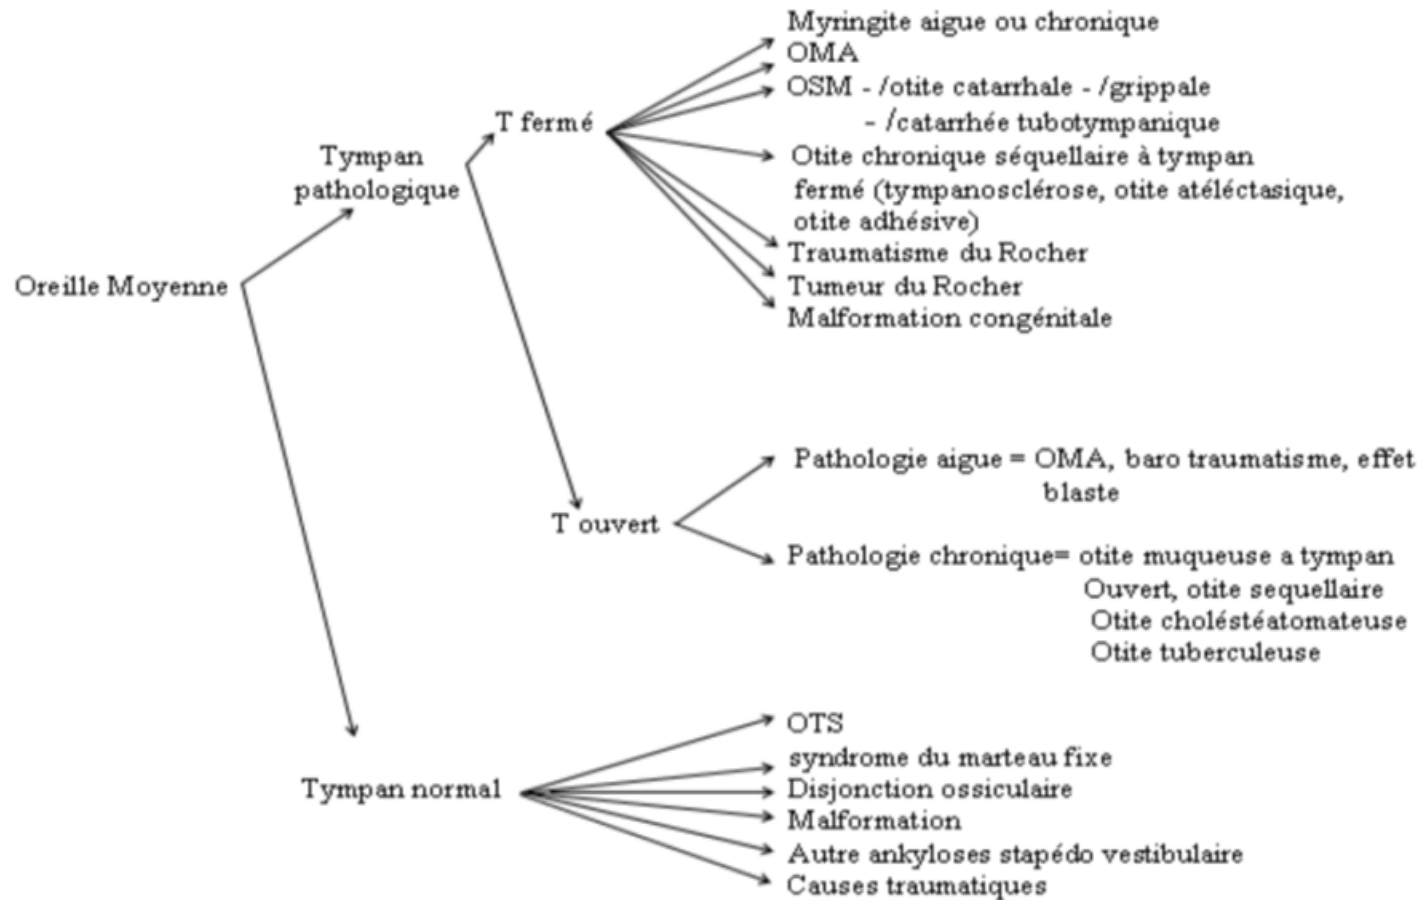 Myringite aigue ou chronique
OMA
OSM - /otite catarrhale - /grippale
- /catarrhée tubotympanique
T fermé
Tympan
pathologique
Otite chronique séquellaire à tympan
fermé (tympanosclérose, otite atéléctasique,
otite adhésive)
Traumatisme du Rocher
Oreille Moyenne
Tumeur du Rocher
Malformation congénitale
Pathologie aigue = OMA, baro traumatisme, effet
blaste
T ouvert
Pathologie chronique= otite muqueuse a tympan
Ouvert, otite sequellaire
Otite choléstéatomateuse
Otite tuberculeuse
OTS
syndrome du marteau fixe
Tympan normal
Disjonction ossiculaire
Malformation
Autre ankyloses stapédo vestibulaire
Causes traumatiques